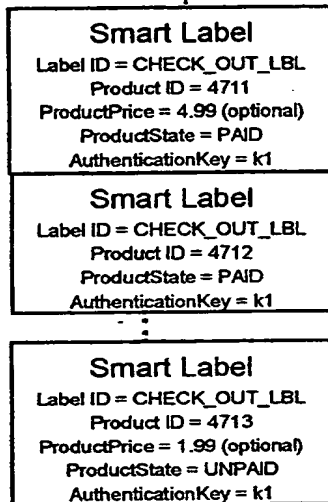 Smart Label
Label ID = CHECK_OUT_LBL
Product ID = 4711
ProductPrice = 4.99 (optional)
ProductState = PAID
AuthenticationKey = k1
Smart Label
Label ID = CHECK_OUT_LBL
Product ID = 4712
ProductState = PAID
AuthenticationKey = k1
Smart Label
Label ID = CHECK_OUT_LBL
Product ID = 4713
ProductPrice = 1.99 (optional)
ProductState = UNPAID
AuthenticationKey = k1